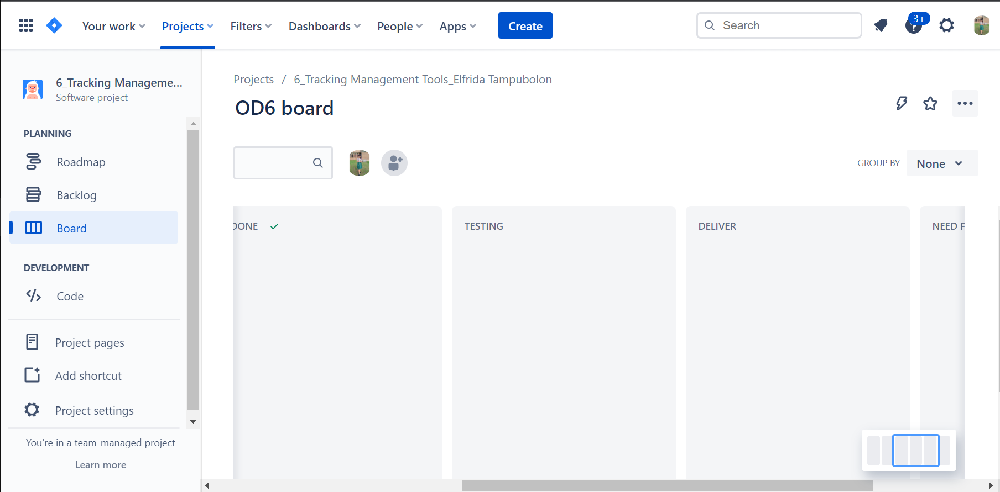 Your work Projects Filters Dashboards People Apps Create Search 3+
6_Tracking Manageme...
Software project
PLANNING
Roadmap
Backlog
Board
DEVELOPMENT
Code
Project pages
Add shortcut
Project settings
You're in a team-managed project
Learn more
Projects / 6_Tracking Management Tools_Elfrida Tampubolon
OD6 board
GROUP BY None
DONE TESTING DELIVER NEED F